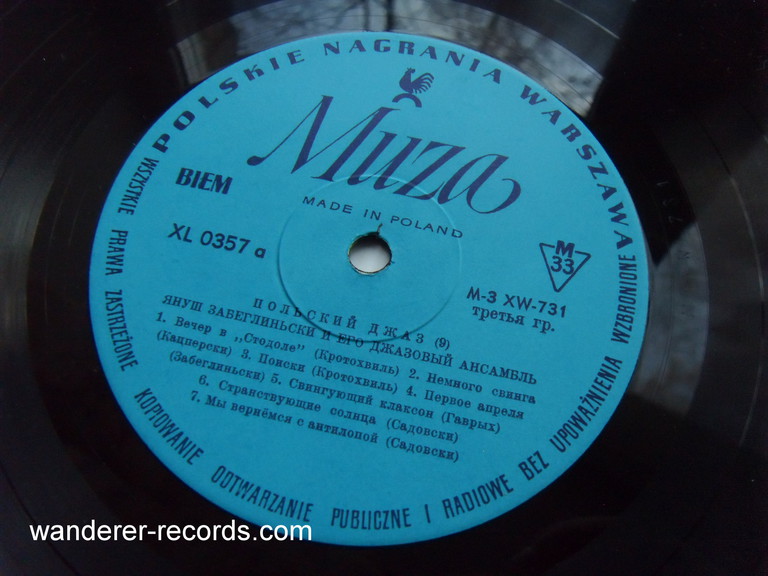 POLSKIE NAGRANIA WARSZAWA
Muza
MADE IN POLAND
BIEM
XL 0357 a
M
33
M-3 XW-731
третья гр.
ПОЛЬСКИЙ ДЖАЗ (9)
ЯНУШ ЗАБЕГЛИНЬСКИ И ЕГО ДЖАЗОВЫЙ АНСАМБЛЬ
1. Вечер в „Стодоле" (Кротохвиль) 2. Немного свинга
(Кацперски) 3. Поиски (Кротохвиль) 4. Первое апреля
(Забеглиньски) 5. Свингующий клаксон (Гаврых)
6. Странствующие солнца (Садовски)
7. Мы вернёмся с антилопой (Садовски)
WSZYSTKIE PRAWA ZASTRZEŻONE KOPIOWANIE ODTWARZANIE PUBLICZNE I RADIOWE BEZ UPOWAŻNIENIA WZBRONIONE
wanderer-records.com